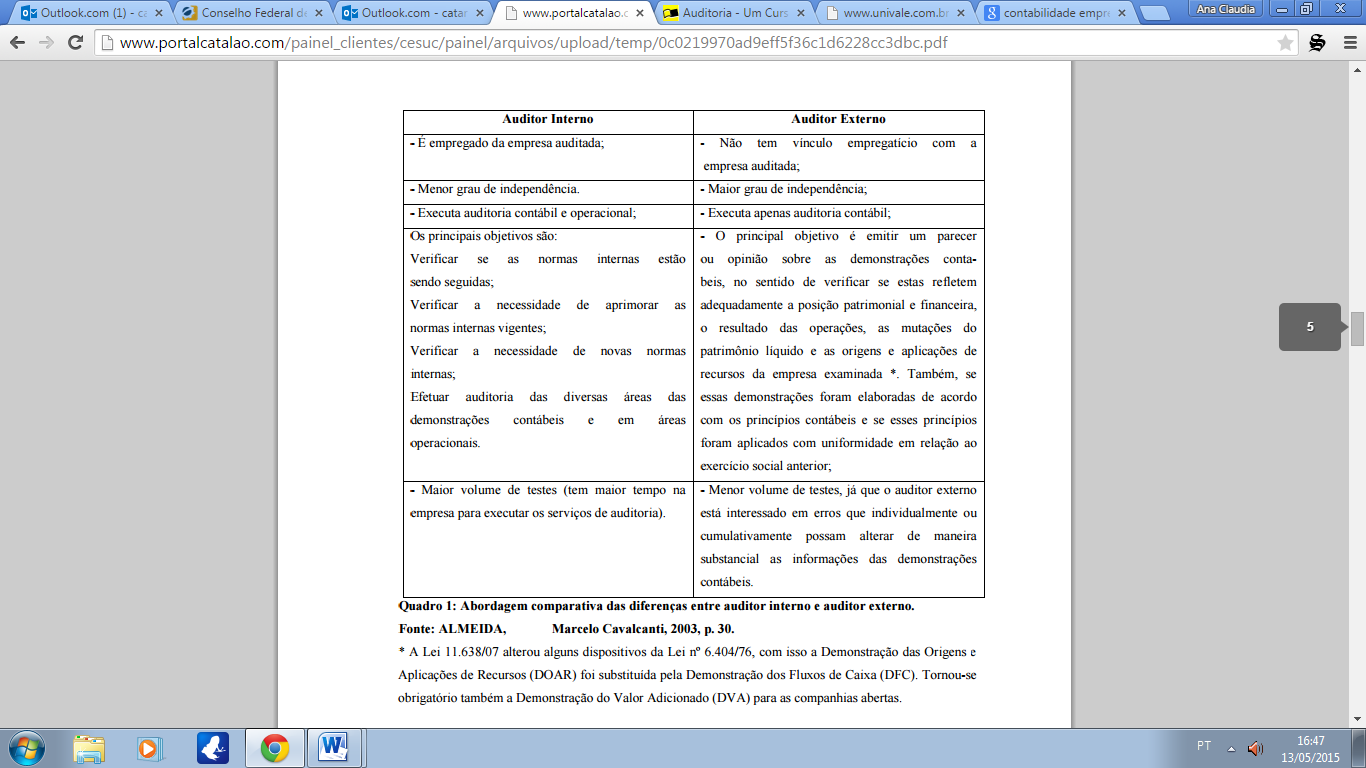 Outlook.com (1) - ca
Conselho Federal de
Outlook.com - catar
www.portalcatalao.c
Auditoria - Um Curs
www.univale.com.br
contabilidade empre
Ana Claudia
www.portalcatalao.com/painel_clientes/cesuc/painel/arquivos/upload/temp/0c0219970ad9eff5f36c1d6228cc3dbc.pdf
Auditor Interno
Auditor Externo
- É empregado da empresa auditada;
- Não tem vínculo empregatício com a
empresa auditada;
- Menor grau de independência.
- Maior grau de independência;
- Executa auditoria contábil e operacional;
- Executa apenas auditoria contábil;
Os principais objetivos são:
Verificar se as normas internas estão
sendo seguidas;
Verificar a necessidade de aprimorar as
normas internas vigentes;
Verificar a necessidade de novas normas
internas;
Efetuar auditoria das diversas áreas das
demonstrações contábeis e em áreas
operacionais.
- O principal objetivo é emitir um parecer
ou opinião sobre as demonstrações conta-
beis, no sentido de verificar se estas refletem
adequadamente a posição patrimonial e financeira,
o resultado das operações, as mutações do
patrimônio líquido e as origens e aplicações de
recursos da empresa examinada *. Também, se
essas demonstrações foram elaboradas de acordo
com os princípios contábeis e se esses princípios
foram aplicados com uniformidade em relação ao
exercício social anterior;
- Maior volume de testes (tem maior tempo na
empresa para executar os serviços de auditoria).
- Menor volume de testes, já que o auditor externo
está interessado em erros que individualmente ou
cumulativamente possam alterar de maneira
substancial as informações das demonstrações
contábeis.
Quadro 1: Abordagem comparativa das diferenças entre auditor interno e auditor externo.
Fonte: ALMEIDA, Marcelo Cavalcanti, 2003, p. 30.
* A Lei 11.638/07 alterou alguns dispositivos da Lei nº 6.404/76, com isso a Demonstração das Origens e
Aplicações de Recursos (DOAR) foi substituída pela Demonstração dos Fluxos de Caixa (DFC). Tornou-se
obrigatório também a Demonstração do Valor Adicionado (DVA) para as companhias abertas.
5
PT
16:47
13/05/2015